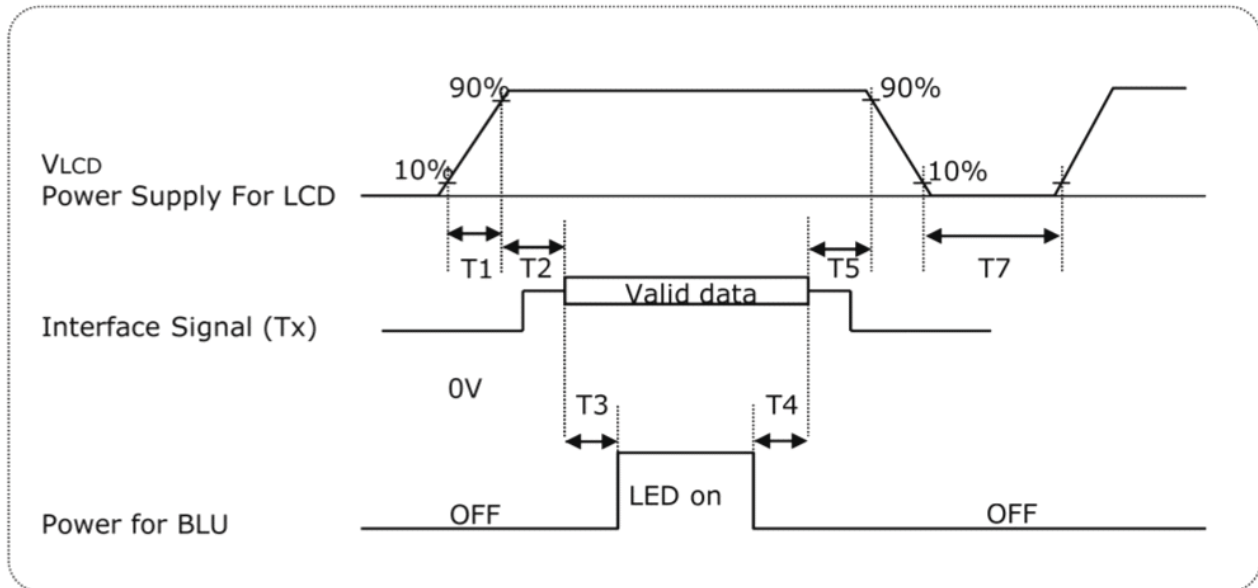 90%
90%
VLCD
10%
10%
Power Supply For LCD
T1
T2
T5
T7
Valid data
Interface Signal (Tx)
0V
T3
T4
LED on
OFF
OFF
Power for BLU